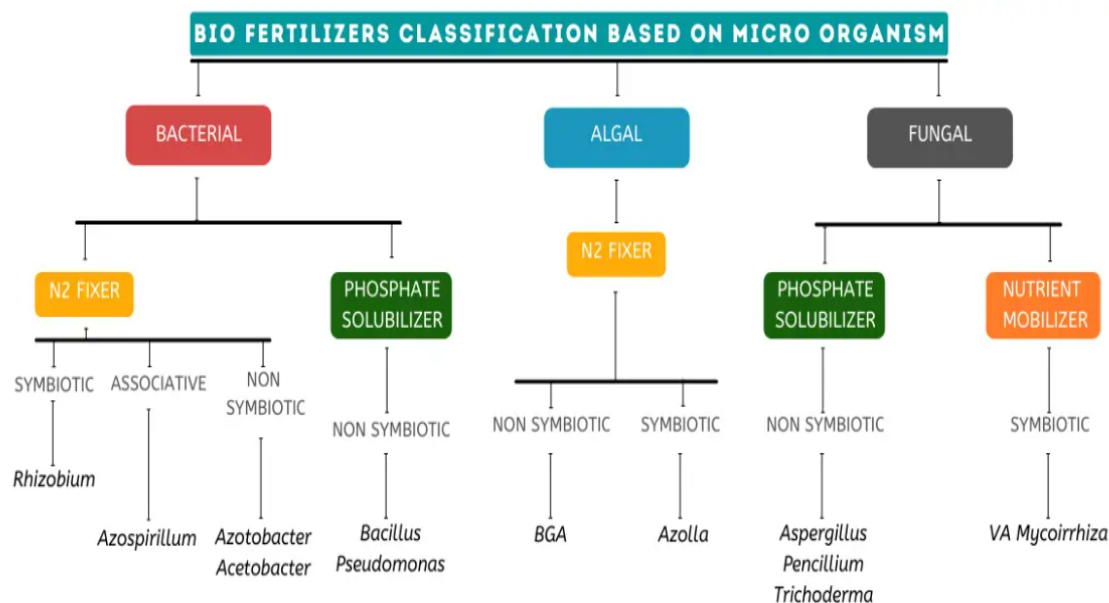 BIO FERTILIZERS CLASSIFICATION BASED ON MICRO ORGANISM
BACTERIAL
ALGAL
FUNGAL
N2 FIXER
PHOSPHATE
SOLUBILIZER
N2 FIXER
PHOSPHATE
SOLUBILIZER
NUTRIENT
MOBILIZER
SYMBIOTIC
ASSOCIATIVE
NON
SYMBIOTIC
NON SYMBIOTIC
NON SYMBIOTIC
SYMBIOTIC
NON SYMBIOTIC
SYMBIOTIC
Rhizobium
Azospirillum
Azotobacter
Acetobacter
Bacillus
Pseudomonas
BGA
Azolla
Aspergillus
Pencillium
Trichoderma
VA Mycoirrhiza